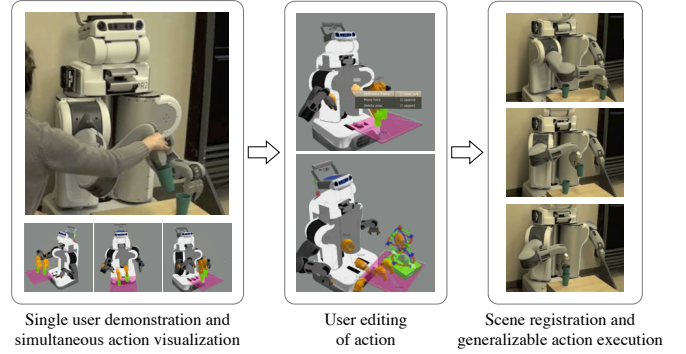 Single user demonstration and
simultaneous action visualization
User editing
of action
Scene registration and
generalizable action execution